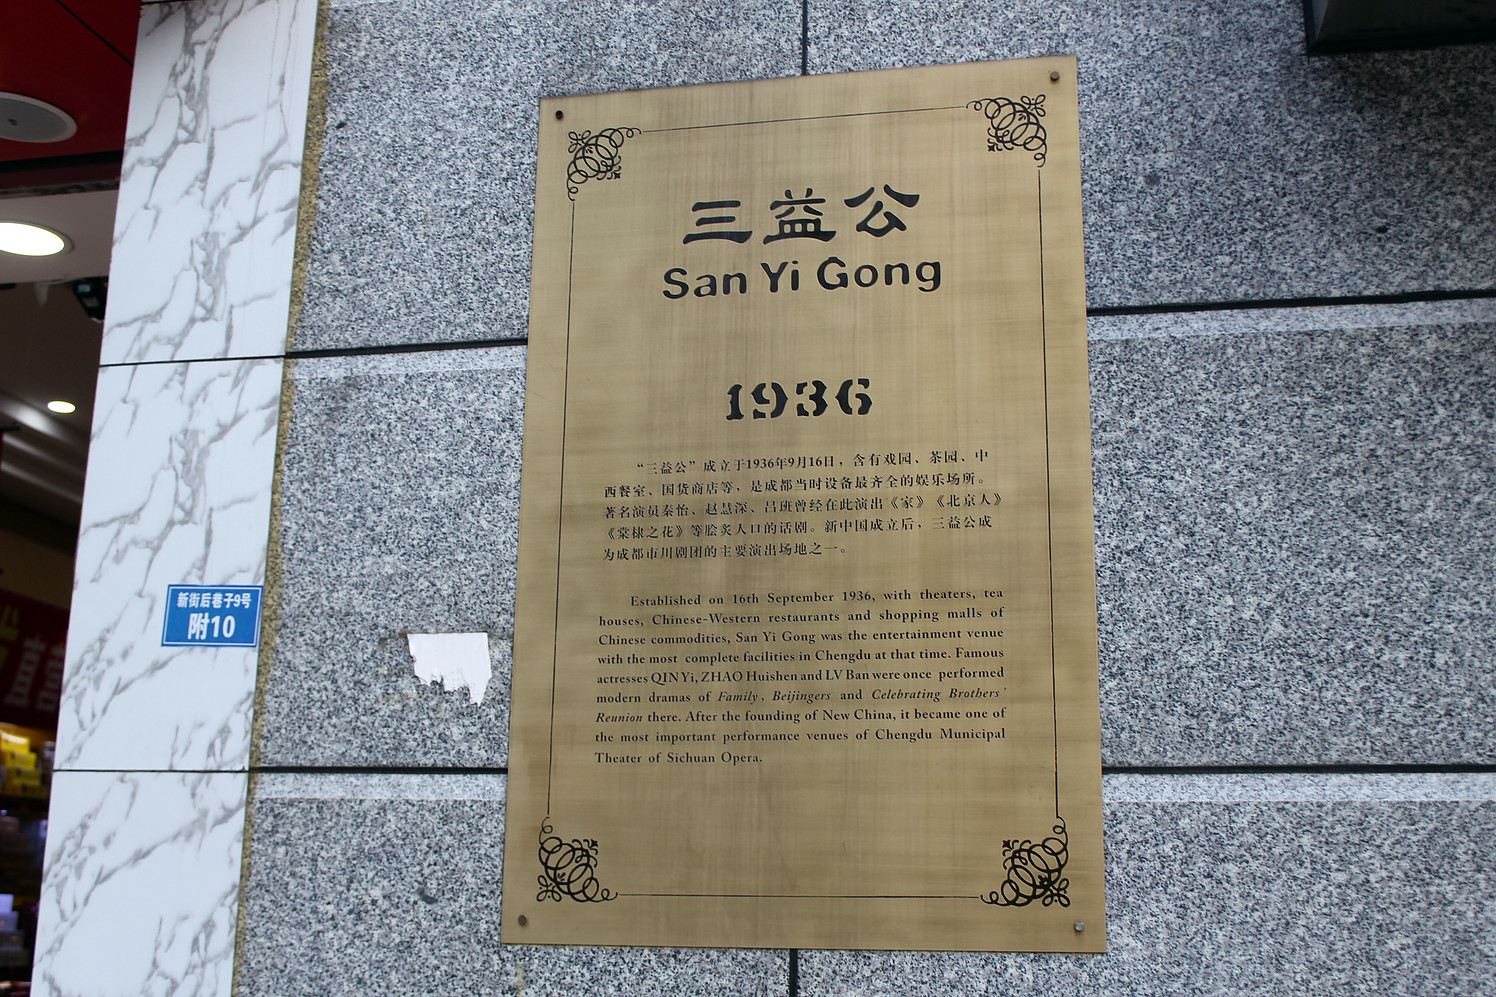 三益公
San Yi Gong
1936
“三益公”成立于1936年9月16日，含有戏园、茶园、中
西餐室、国货商店等，是成都当时设备最齐全的娱乐场所。
著名演员秦怡、赵慧深、吕班曾经在此演出《家》《北京人》
《棠棣之花》等脍炙人口的话剧。新中国成立后，三益公成
为成都市川剧团的主要演出场地之一。
Established on 16th September 1936, with theaters, tea
houses, Chinese-Western restaurants and shopping malls of
Chinese commodities, San Yi Gong was the entertainment venue
with the most complete facilities in Chengdu at that time. Famous
actresses QIN Yi, ZHAO Huishen and LV Ban were once performed
modern dramas of Family, Beijingers and Celebrating Brothers'
Reunion there. After the founding of New China, it became one of
the most important performance venues of Chengdu Municipal
Theater of Sichuan Opera.
新街后巷子9号
附10